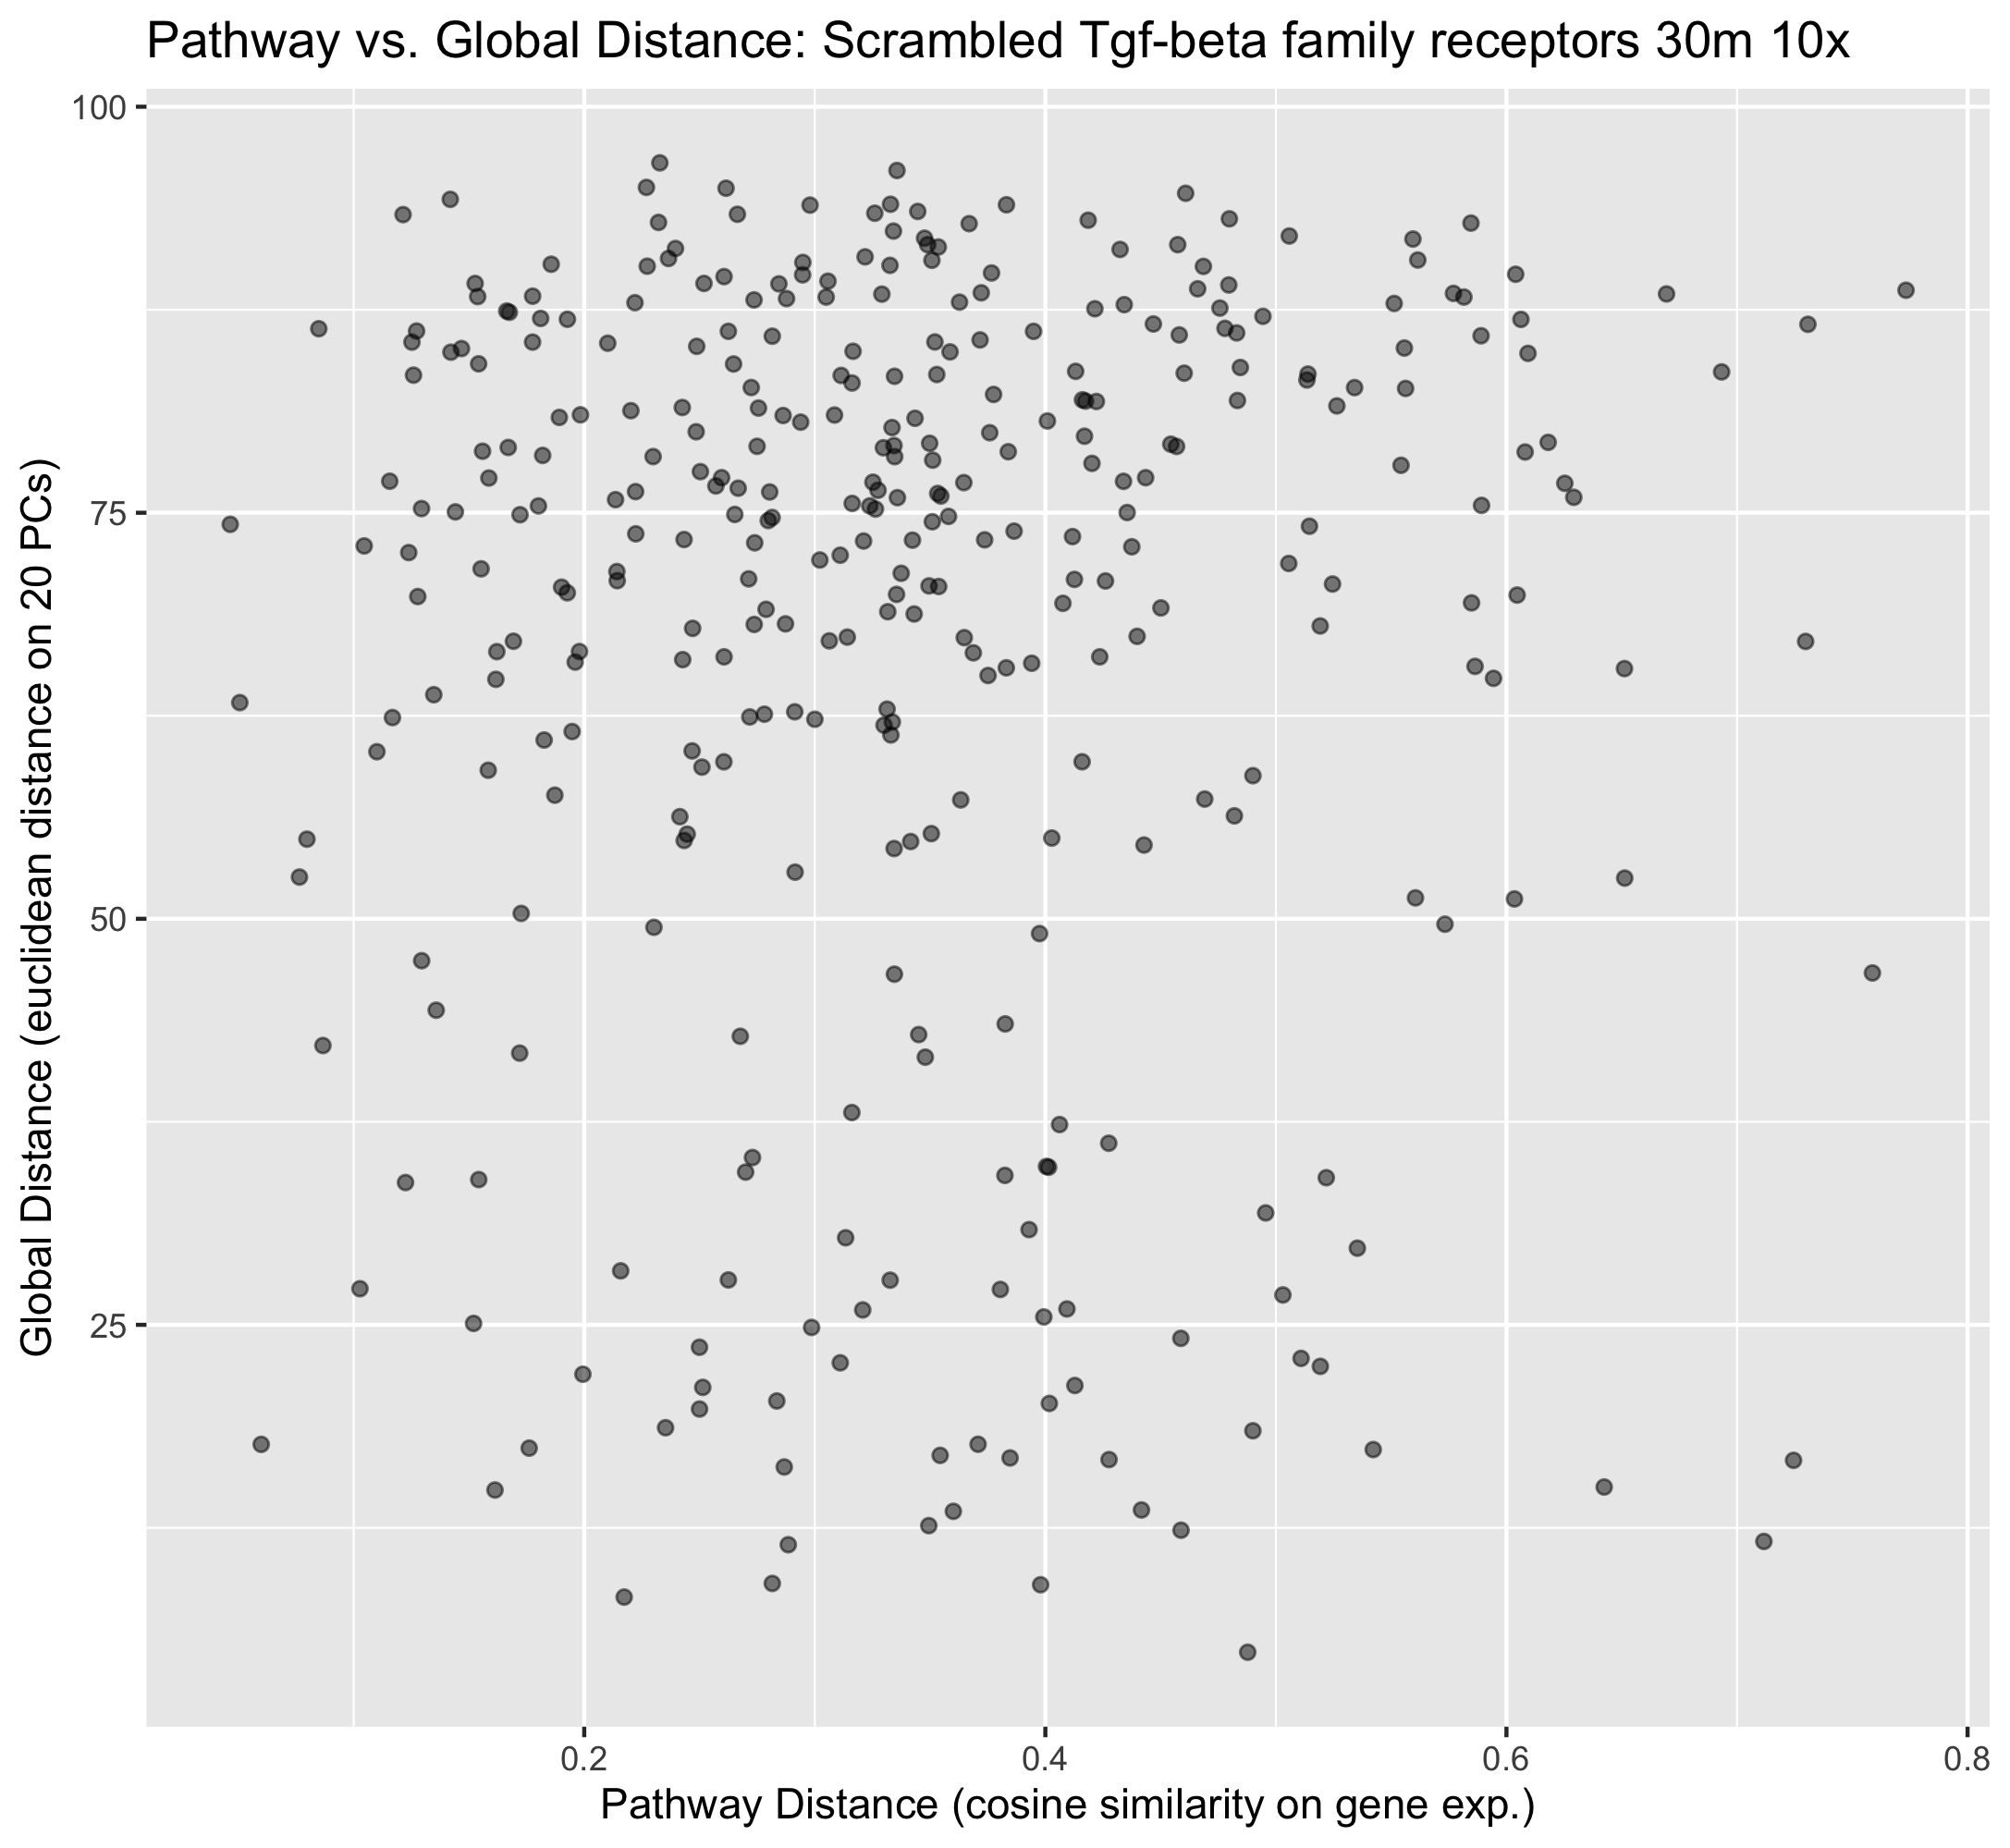 Pathway vs. Global Distance: Scrambled Tgf-beta family receptors 30m 10x
Global Distance (euclidean distance on 20 PCs)
100
75
50
25
0.2
0.4
0.6
0.8
Pathway Distance (cosine similarity on gene exp.)